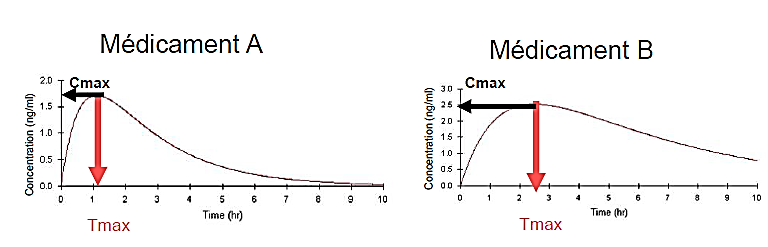 Médicament A
Cmax
Concentration (ng/ml)
2.0
1.5
1.0
0.5
0.0
0 1 2 3 4 5 6 7 8 9 10
Time (hr)
Tmax
Médicament B
Cmax
Concentration (ng/ml)
3.0
2.5
2.0
1.5
1.0
0.5
0.0
0 1 2 3 4 5 6 7 8 9 10
Time (hr)
Tmax